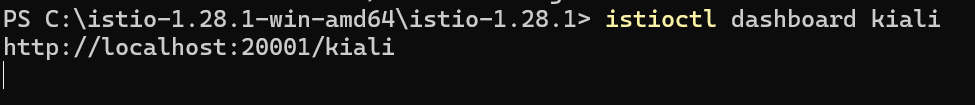 PS C:\istio-1.28.1-win-amd64\istio-1.28.1> istioctl dashboard kiali
http://localhost:20001/kiali